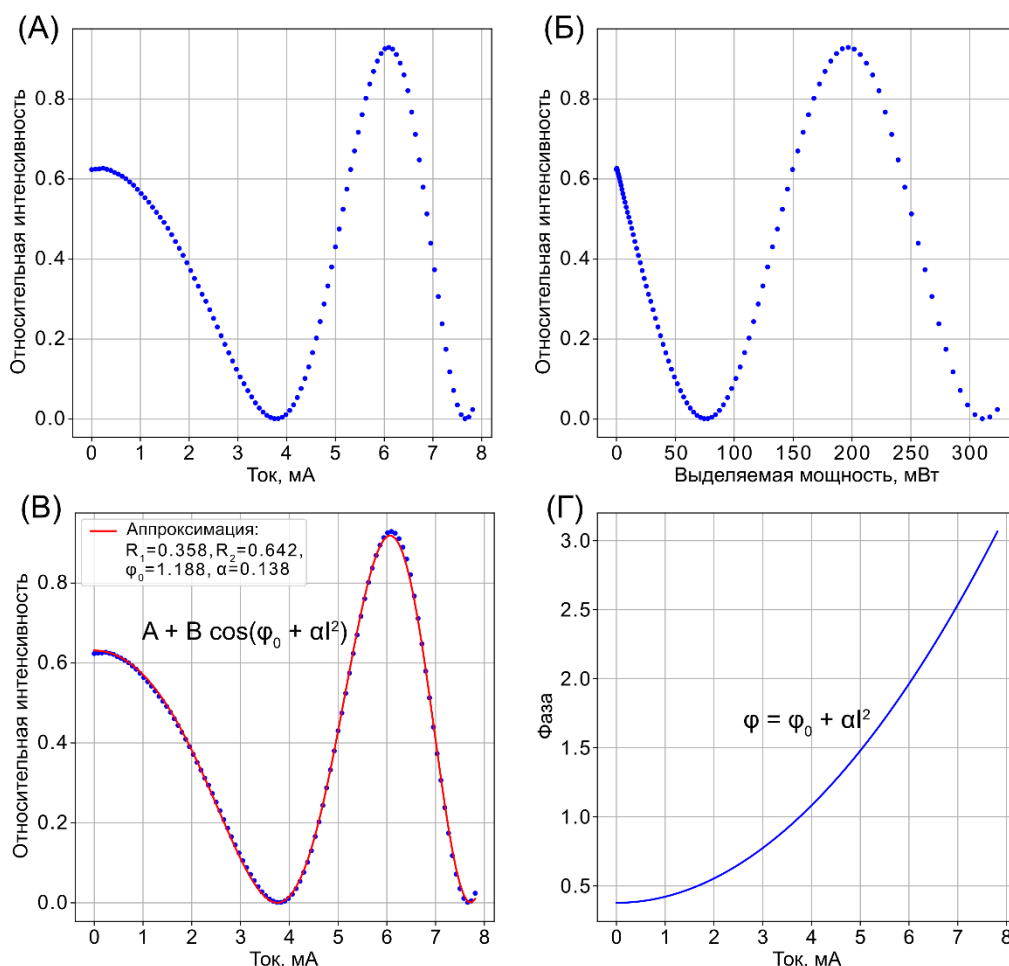 (А)
Относительная интенсивность
0.8
0.6
0.4
0.2
0.0
0 1 2 3 4 5 6 7 8
Ток, мА
(Б)
Относительная интенсивность
0.8
0.6
0.4
0.2
0.0
0 50 100 150 200 250 300
Выделяемая мощность, мВт
(В)
Относительная интенсивность
0.8
0.6
0.4
0.2
0.0
Аппроксимация:
R₁=0.358, R₂=0.642,
φ₀=1.188, α=0.138
A + B cos(φ₀ + αI²)
0 1 2 3 4 5 6 7 8
Ток, мА
(Г)
Фаза
3.0
2.5
2.0
1.5
1.0
0.5
φ = φ₀ + αI²
0 1 2 3 4 5 6 7 8
Ток, мА